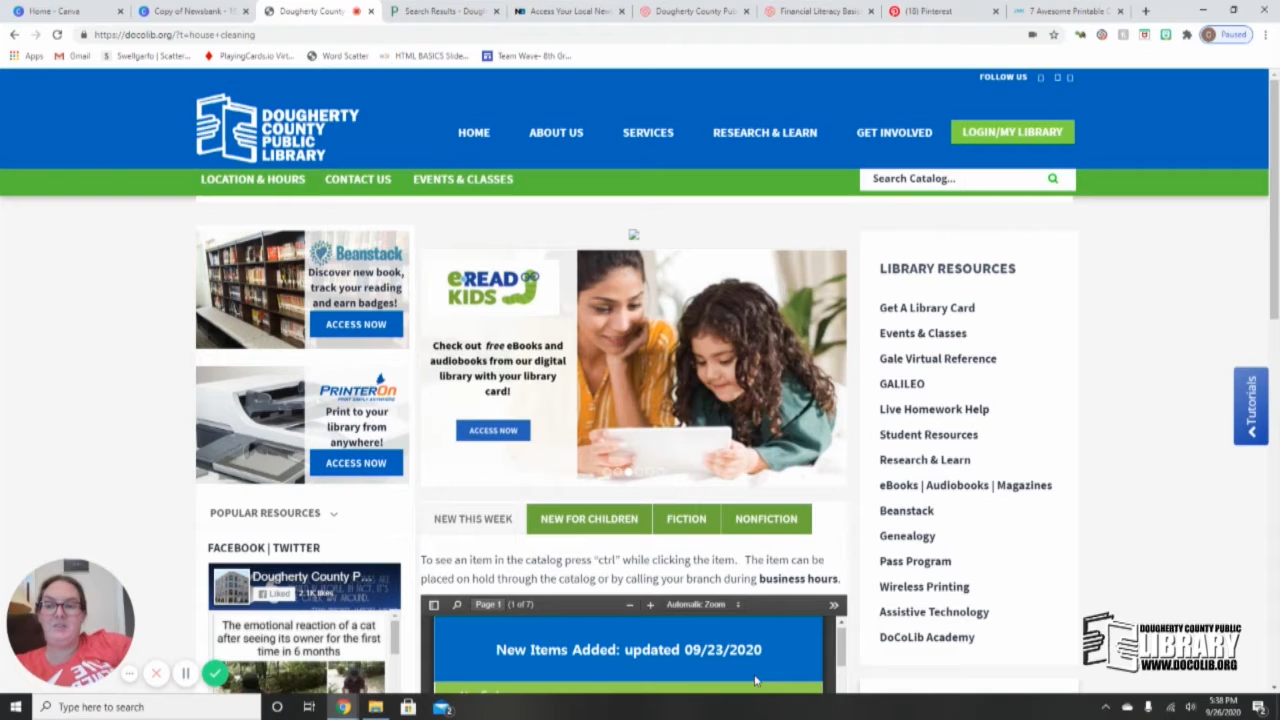 Home - Canva
Copy of Newsbank - 16
Dougherty County
Search Results - Dough
Access Your Local New
Dougherty County Pu
Financial Literacy Basi
(18) Pinterest
7 Awesome Printable C
https://docolib.org/?t=house+cleaning
Paused
Apps
Gmail
Swellgarfo | Scatter...
PlayingCards.io Virt...
Word Scatter
HTML BASICS Slide...
Team Wave- 8th Gr...
FOLLOW US
DOUGHERTY
COUNTY
PUBLIC
LIBRARY
HOME
ABOUT US
SERVICES
RESEARCH & LEARN
GET INVOLVED
LOGIN/MY LIBRARY
LOCATION & HOURS
CONTACT US
EVENTS & CLASSES
Search Catalog...
Beanstack
Discover new book,
track your reading
and earn badges!
ACCESS NOW
PRINTERON
PRINT SIMPLY ANYWHERE
Print to your
library from
anywhere!
ACCESS NOW
POPULAR RESOURCES
FACEBOOK | TWITTER
Dougherty County P...
Liked
2.1K likes
The emotional reaction of a cat
after seeing its owner for the first
time in 6 months
eREAD
KIDS
Check out free eBooks and
audiobooks from our digital
library with your library
card!
ACCESS NOW
NEW THIS WEEK
NEW FOR CHILDREN
FICTION
NONFICTION
To see an item in the catalog press “ctrl” while clicking the item. The item can be
placed on hold through the catalog or by calling your branch during business hours.
Page 1 (1 of 7)
Automatic Zoom
New Items Added: updated 09/23/2020
LIBRARY RESOURCES
Get A Library Card
Events & Classes
Gale Virtual Reference
GALILEO
Live Homework Help
Student Resources
Research & Learn
eBooks | Audiobooks | Magazines
Beanstack
Genealogy
Pass Program
Wireless Printing
Assistive Technology
DoCoLib Academy
Tutorials
DOUGHERTY COUNTY PUBLIC
LIBRARY
WWW.DOCOLIB.ORG
Type here to search
5:38 PM
9/26/2020